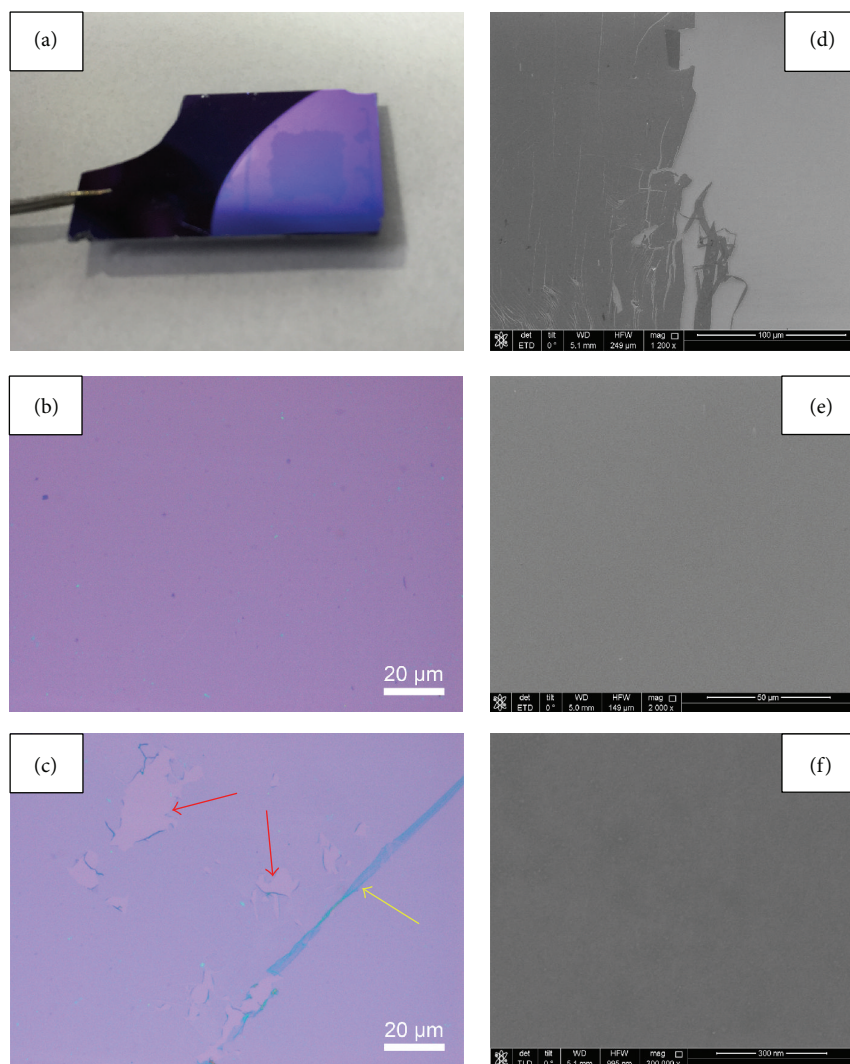 (a)
(b)
20 µm
(c)
20 µm
(d)
det tilt WD HFW mag 100 µm
ETD 0 ° 5.1 mm 249 µm 1 200 x
(e)
det tilt WD HFW mag 50 µm
ETD 0 ° 5.0 mm 149 µm 2 000 x
(f)
det tilt WD HFW mag 300 nm